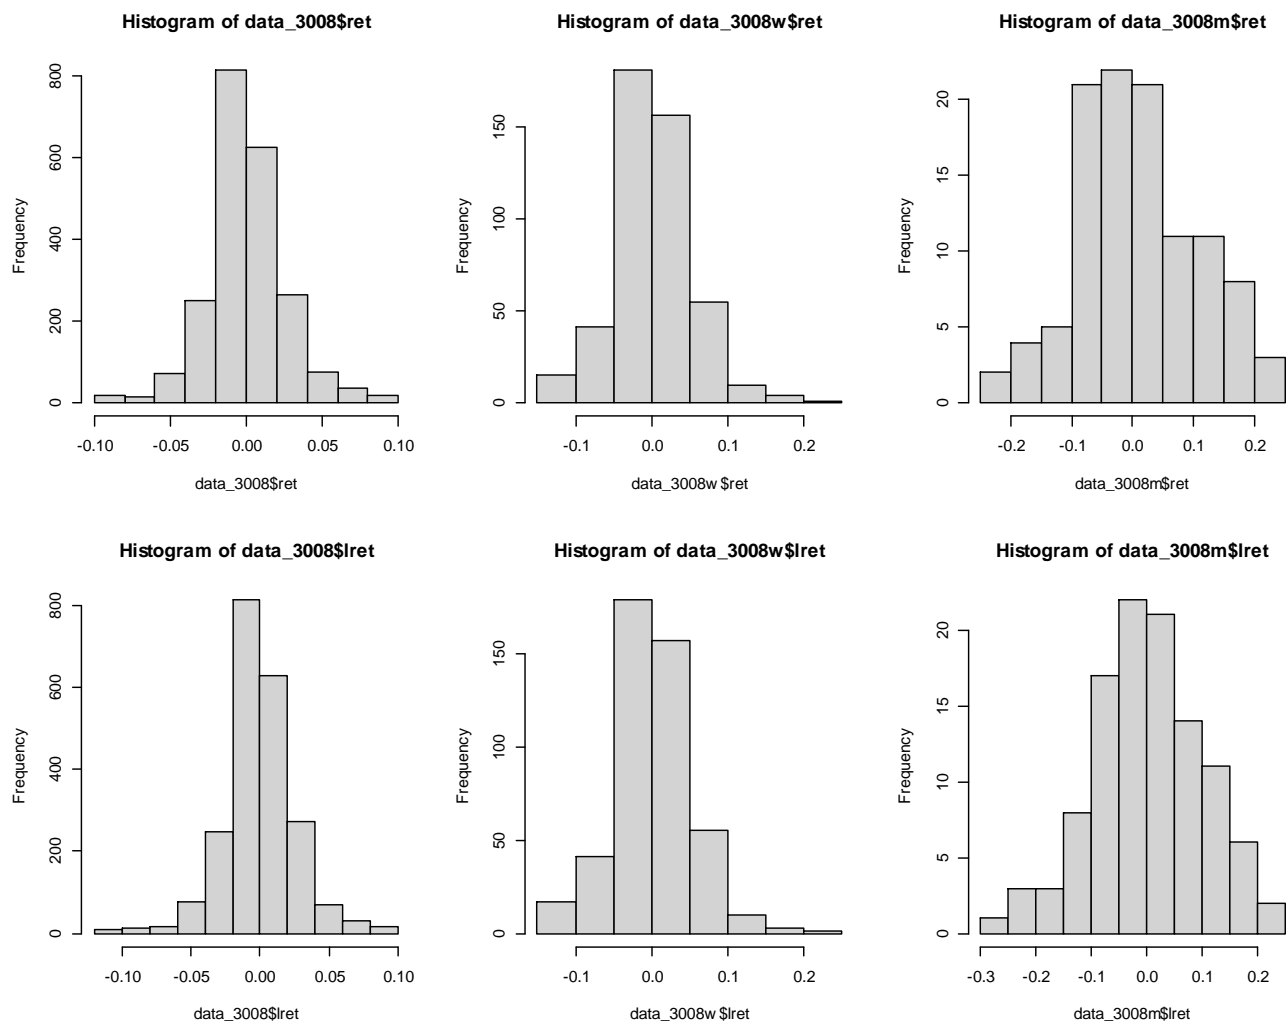 Histogram of data_3008$ret
Frequency
0 200 400 600 800
-0.10 -0.05 0.00 0.05 0.10
data_3008$ret
Histogram of data_3008w$ret
Frequency
0 50 100 150
-0.1 0.0 0.1 0.2
data_3008w $ret
Histogram of data_3008m$ret
Frequency
0 5 10 15 20
-0.2 -0.1 0.0 0.1 0.2
data_3008m$ret
Histogram of data_3008$lret
Frequency
0 200 400 600 800
-0.10 -0.05 0.00 0.05 0.10
data_3008$lret
Histogram of data_3008w$lret
Frequency
0 50 100 150
-0.1 0.0 0.1 0.2
data_3008w $lret
Histogram of data_3008m$lret
Frequency
0 5 10 15 20
-0.3 -0.2 -0.1 0.0 0.1 0.2
data_3008m$lret